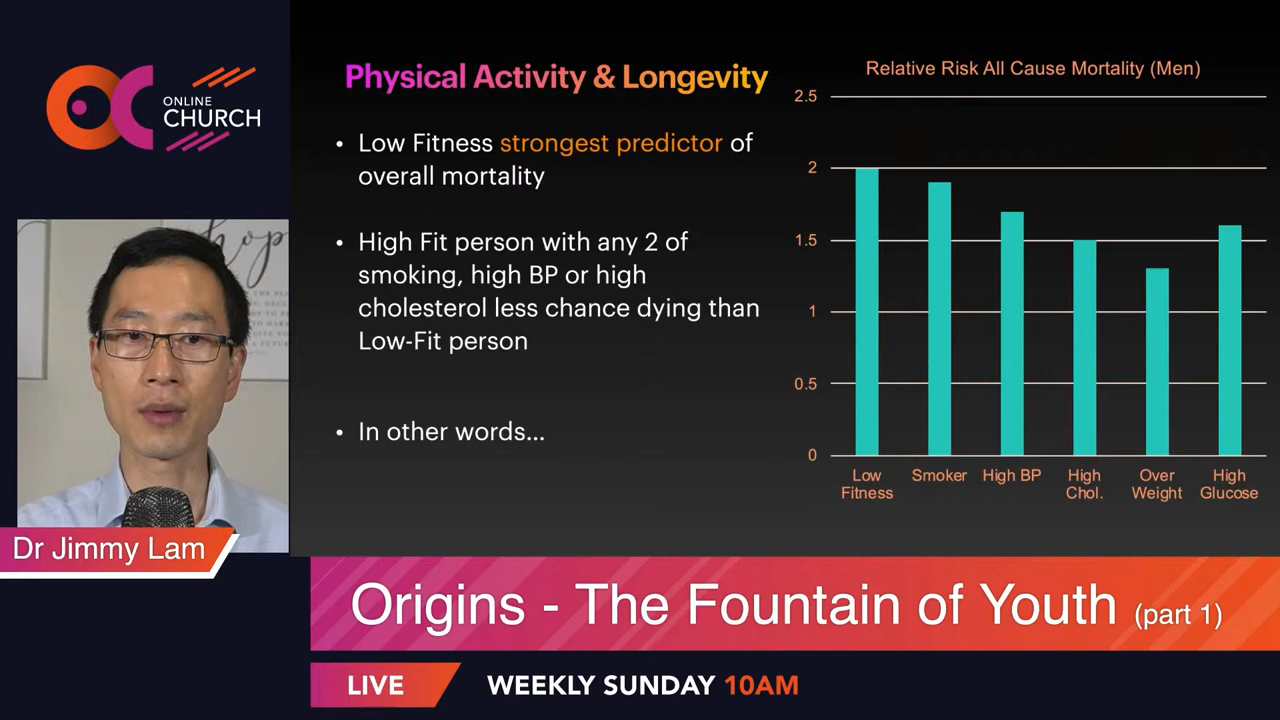 ONLINE
CHURCH
Physical Activity & Longevity
• Low Fitness strongest predictor of
overall mortality
• High Fit person with any 2 of
smoking, high BP or high
cholesterol less chance dying than
Low-Fit person
• In other words...
Relative Risk All Cause Mortality (Men)
2.5
2
1.5
1
0.5
0
Low
Fitness
Smoker
High BP
High
Chol.
Over
Weight
High
Glucose
hop
Dr Jimmy Lam
Origins - The Fountain of Youth (part 1)
LIVE
WEEKLY SUNDAY 10AM